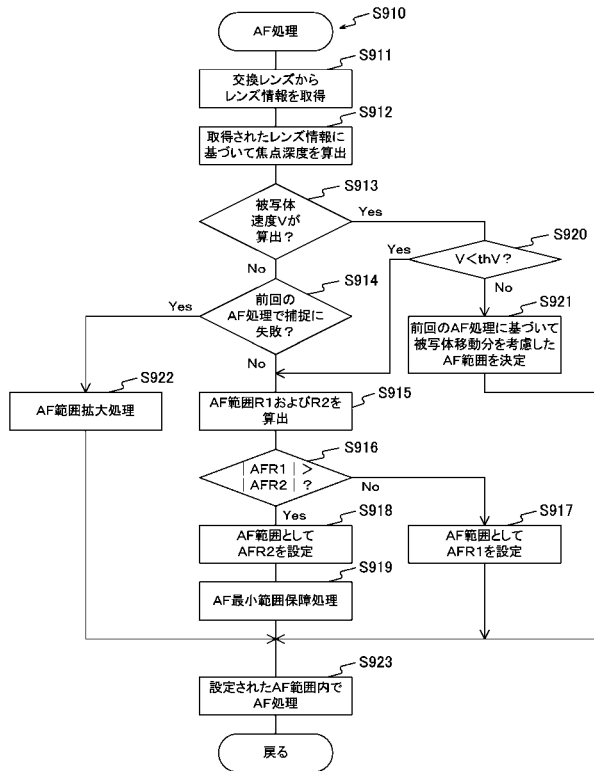 S910
AF処理
S911
交換レンズから
レンズ情報を取得
S912
取得されたレンズ情報に
基づいて焦点深度を算出
S913
被写体
速度Vが
算出?
Yes
No
S920
V<thV?
Yes
No
S914
前回の
AF処理で捕捉に
失敗?
Yes
No
S921
前回のAF処理に基づいて
被写体移動分を考慮した
AF範囲を決定
S922
AF範囲拡大処理
S915
AF範囲R1およびR2を
算出
S916
|AFR1|>
|AFR2|?
No
Yes
S918
AF範囲として
AFR2を設定
S917
AF範囲として
AFR1を設定
S919
AF最小範囲保障処理
S923
設定されたAF範囲内で
AF処理
戻る